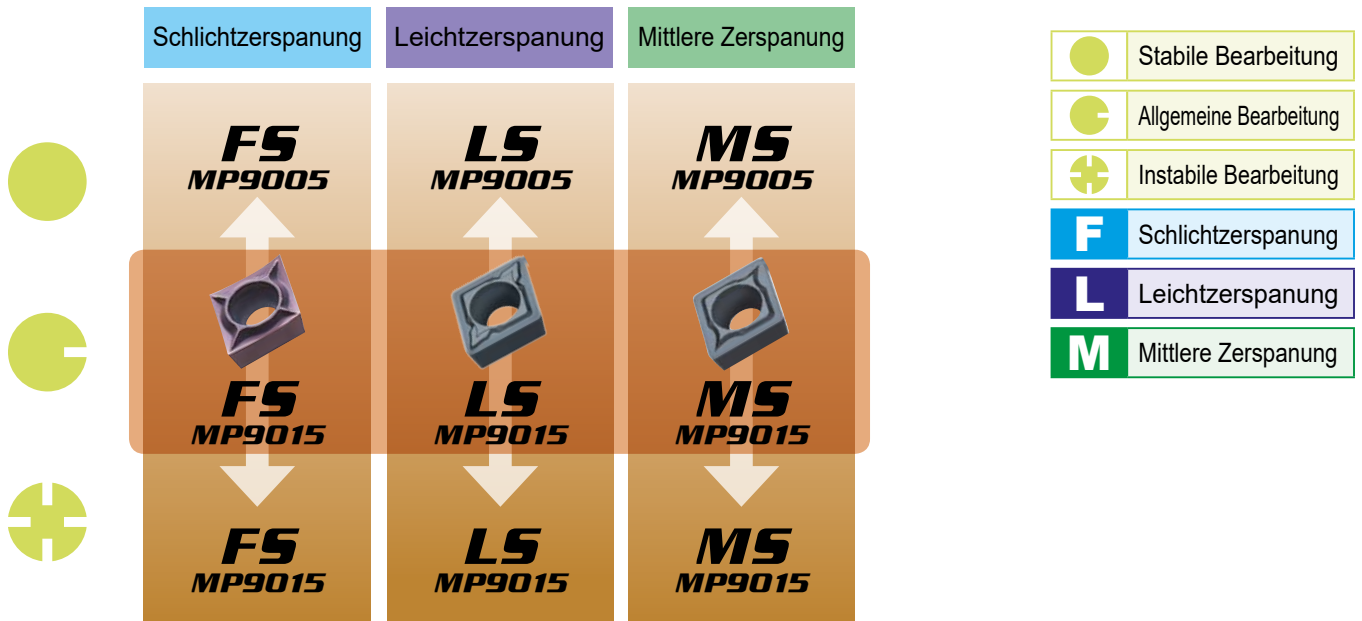 Schlichtzerspanung
Leichtzerspanung
Mittlere Zerspanung
FS
MP9005
LS
MP9005
MS
MP9005
FS
MP9015
LS
MP9015
MS
MP9015
FS
MP9015
LS
MP9015
MS
MP9015
Stabile Bearbeitung
Allgemeine Bearbeitung
Instabile Bearbeitung
F Schlichtzerspanung
L Leichtzerspanung
M Mittlere Zerspanung